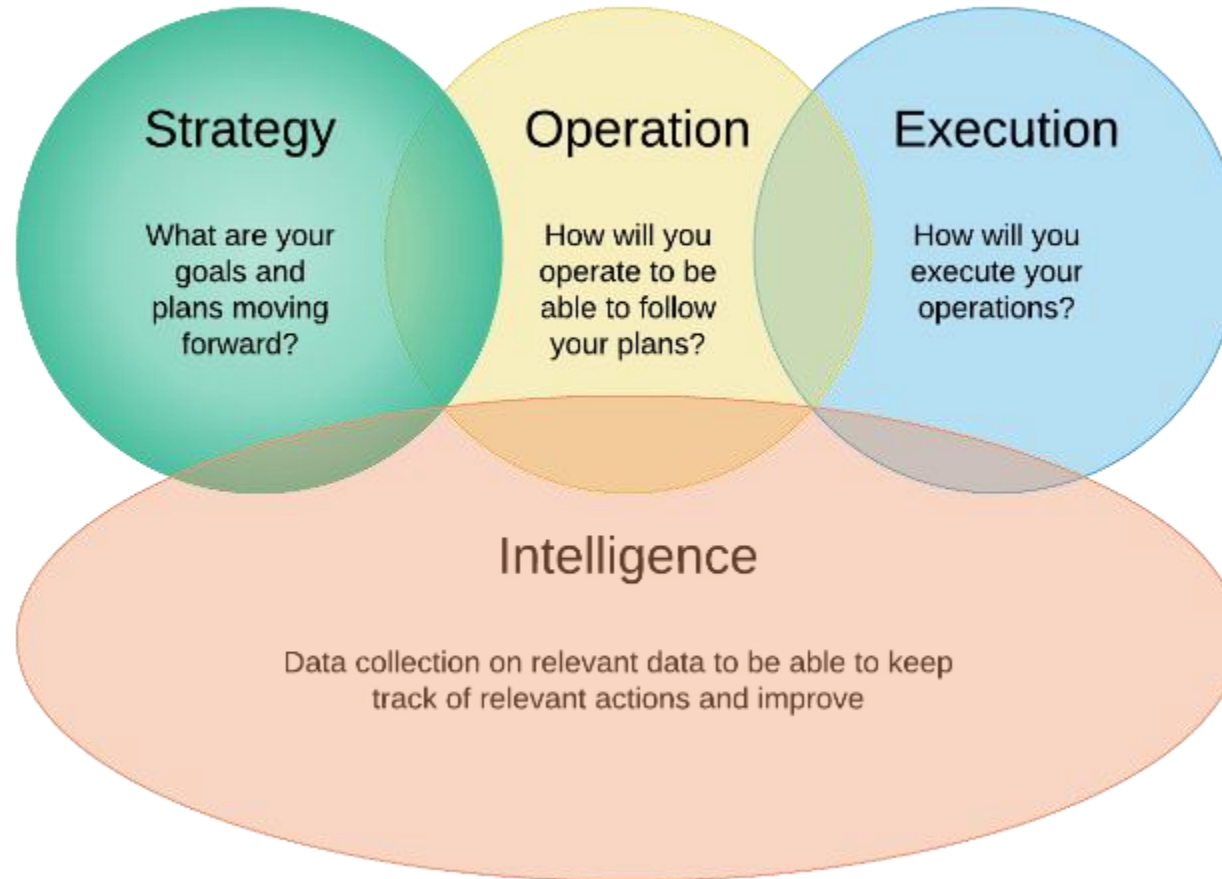 Strategy
What are your
goals and
plans moving
forward?
Operation
How will you
operate to be
able to follow
your plans?
Execution
How will you
execute your
operations?
Intelligence
Data collection on relevant data to be able to keep
track of relevant actions and improve